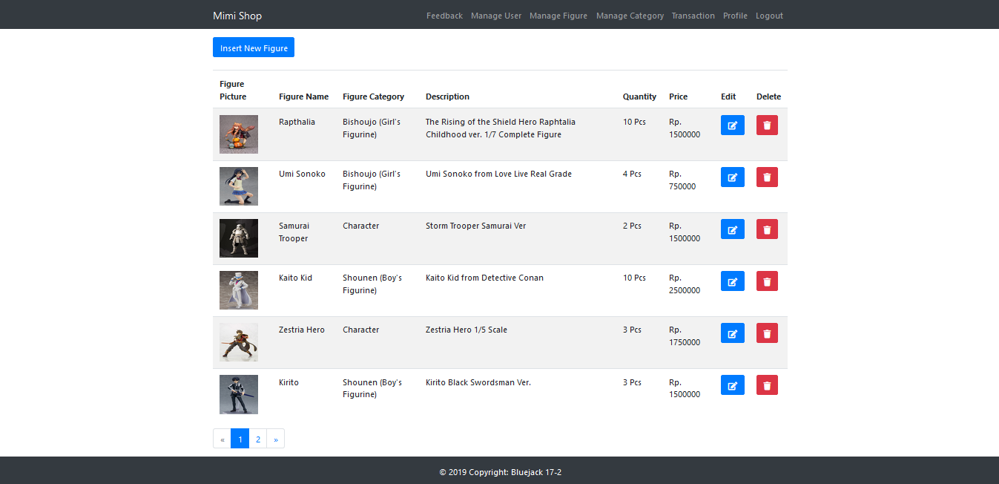 Mimi Shop Feedback Manage User Manage Figure Manage Category Transaction Profile Logout
Insert New Figure
Figure
Picture Figure Name Figure Category Description Quantity Price Edit Delete
Rapthalia Bishoujo (Girl's The Rising of the Shield Hero Raphtalia 10 Pcs Rp.
Figurine) Childhood ver. 1/7 Complete Figure 1500000
Umi Sonoko Bishoujo (Girl's Umi Sonoko from Love Live Real Grade 4 Pcs Rp.
Figurine) 750000
Samurai Character Storm Trooper Samurai Ver 2 Pcs Rp.
Trooper 1500000
Kaito Kid Shounen (Boy's Kaito Kid from Detective Conan 10 Pcs Rp.
Figurine) 2500000
Zestria Hero Character Zestria Hero 1/5 Scale 3 Pcs Rp.
1750000
Kirito Shounen (Boy's Kirito Black Swordsman Ver. 3 Pcs Rp.
Figurine) 1500000
« 1 2 »
© 2019 Copyright: Bluejack 17-2